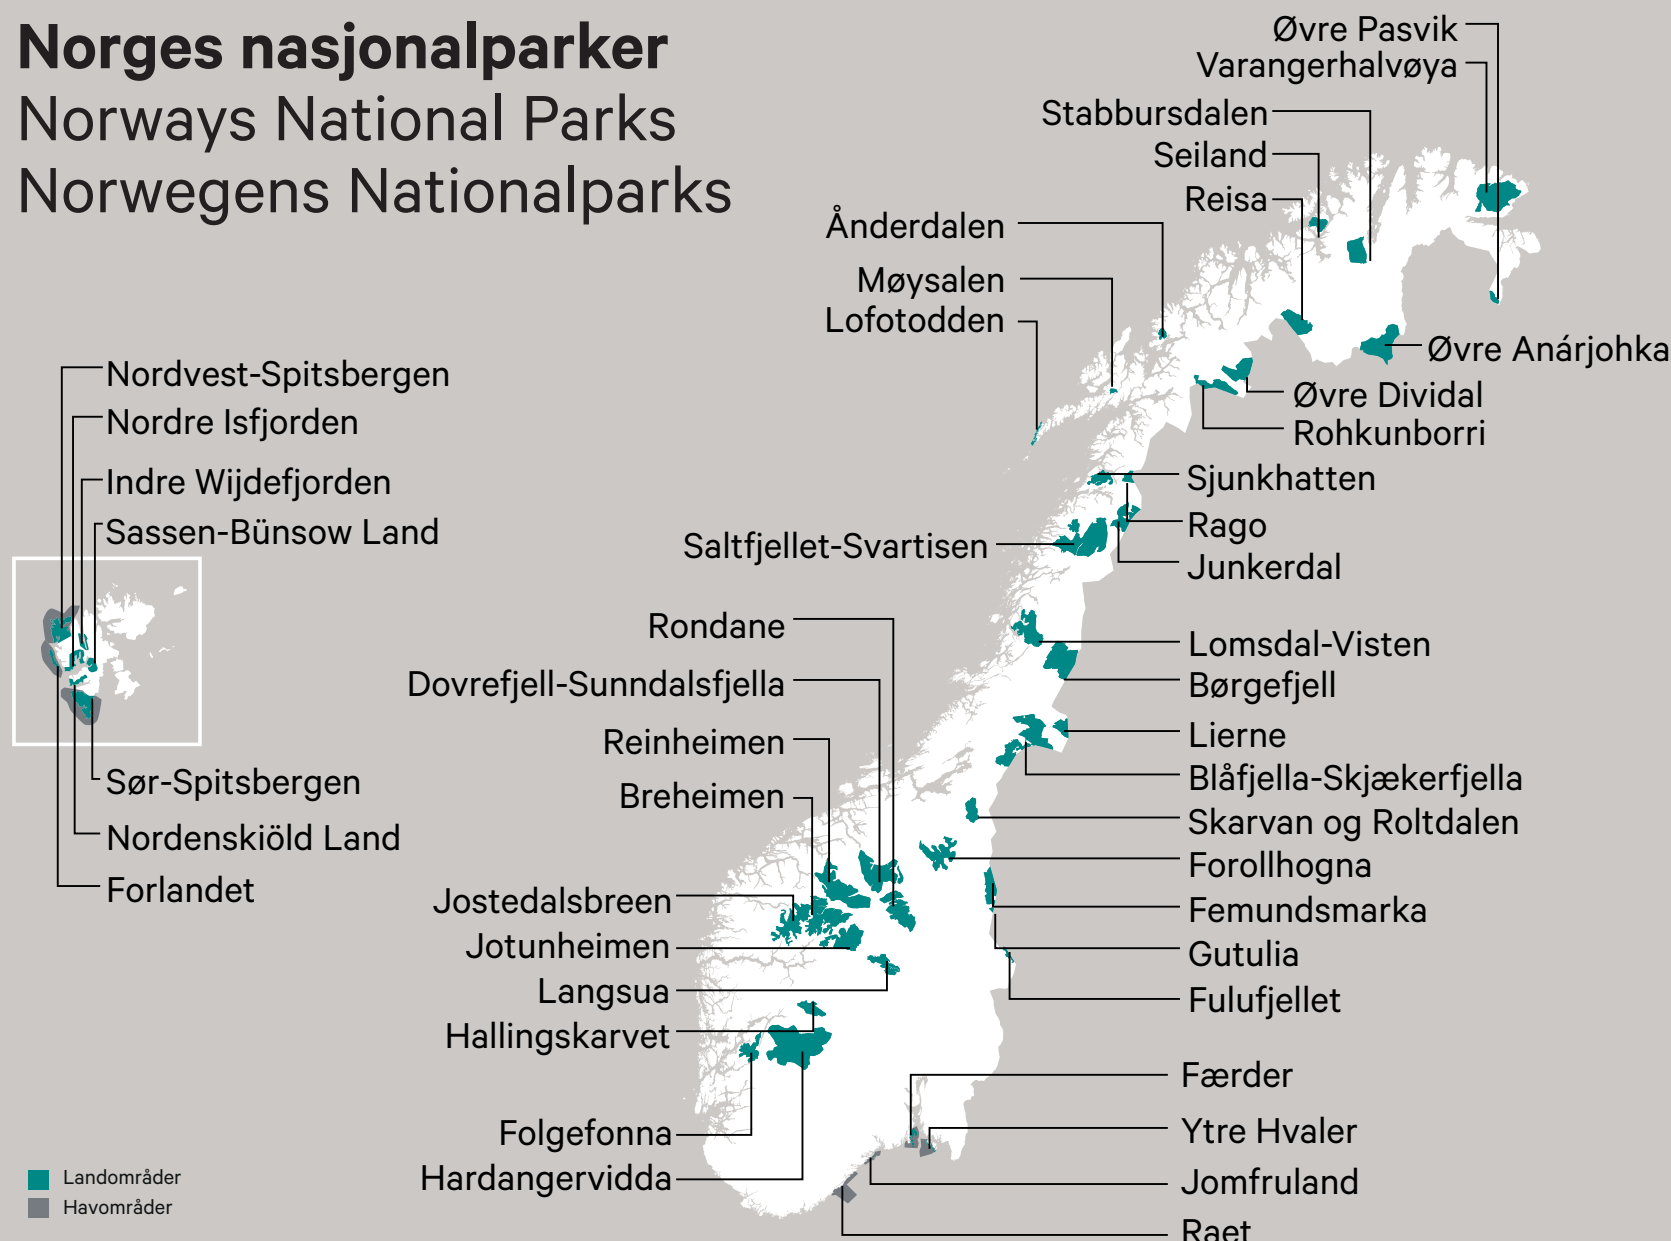 Norges nasjonalparker
Norways National Parks
Norwegens Nationalparks
Øvre Pasvik
Varangerhalvøya
Stabbursdalen
Seiland
Reisa
Ånderdalen
Møysalen
Lofotodden
Øvre Anárjohka
Øvre Dividal
Rohkunborri
Sjunkhatten
Rago
Junkerdal
Saltfjellet-Svartisen
Nordvest-Spitsbergen
Nordre Isfjorden
Indre Wijdefjorden
Sassen-Bünsow Land
Sør-Spitsbergen
Nordenskiöld Land
Forlandet
Rondane
Dovrefjell-Sunndalsfjella
Reinheimen
Breheimen
Jostedalsbreen
Jotunheimen
Langsua
Hallingskarvet
Folgefonna
Hardangervidda
Lomsdal-Visten
Børgefjell
Lierne
Blåfjella-Skjækerfjella
Skarvan og Roltdalen
Forollhogna
Femundsmarka
Gutulia
Fulufjellet
Færder
Ytre Hvaler
Jomfruland
Raet
Landområder
Havområder